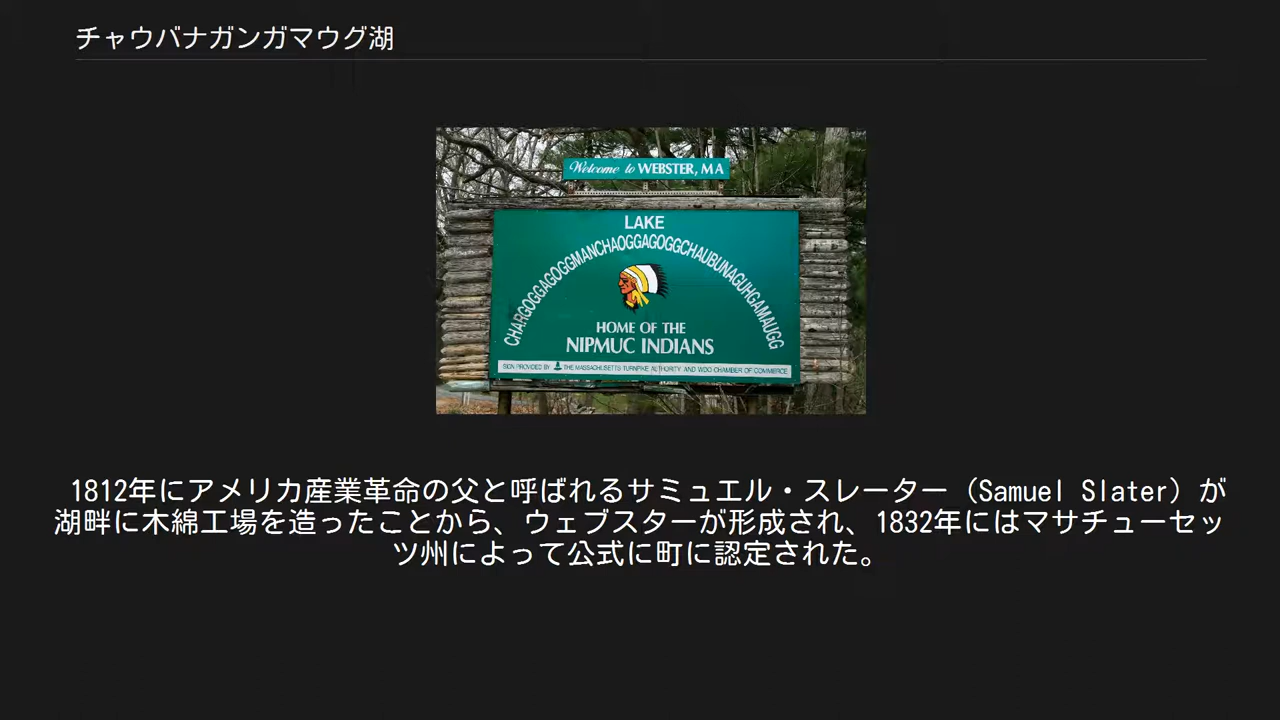 チャウバナガンガマウグ湖
Welcome to WEBSTER, MA
LAKE
CHARGOGGAGOGGMANCHAOGGAGOGGCHAUBUNAGUHGAMAUGG
HOME OF THE
NIPMUC INDIANS
SIGN PROVIDED BY THE MASSACHUSETTS TURNPIKE AUTHORITY AND WDO CHAMBER OF COMMERCE
1812年にアメリカ産業革命の父と呼ばれるサミュエル・スレーター（Samuel Slater）が
湖畔に木綿工場を造ったことから、ウェブスターが形成され、1832年にはマサチューセッ
ツ州によって公式に町に認定された。